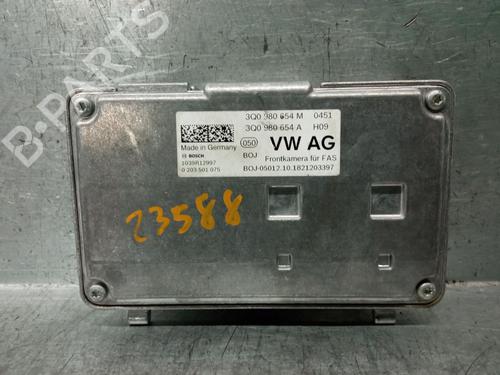 3Q0 980 654 M 0451
3Q0 980 654 A H09
Made in Germany 050 VW AG
BOSCH BOJ Frontkamera für FAS
1039R12997
0 203 501 075 BOJ-05012.10.1821203397
23588
B-PARTS